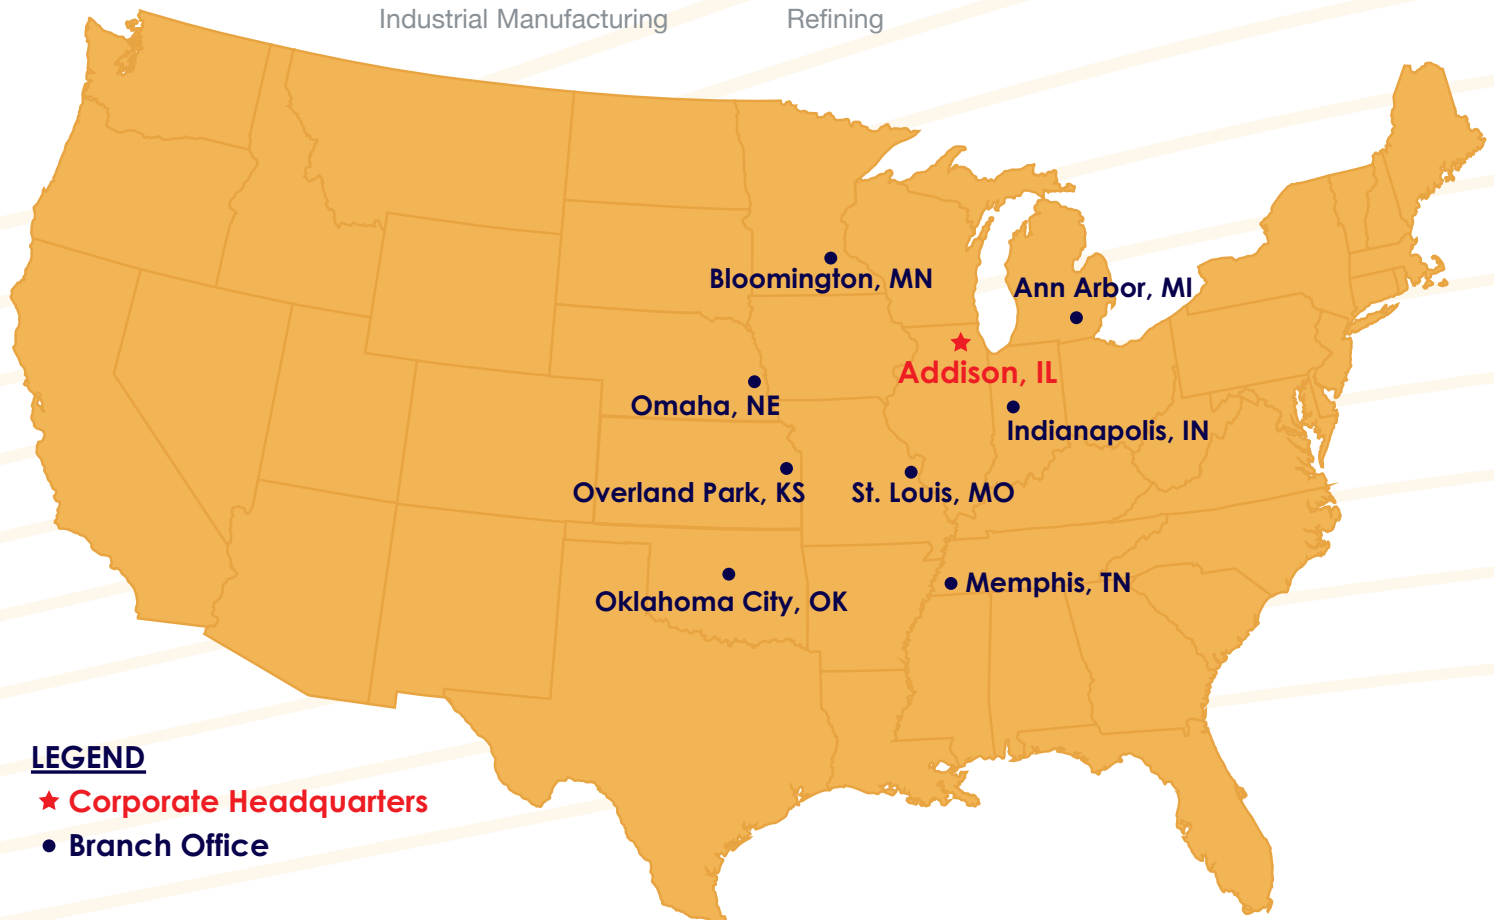 Industrial Manufacturing
Refining
Bloomington, MN
Ann Arbor, MI
Addison, IL
Omaha, NE
Indianapolis, IN
Overland Park, KS
St. Louis, MO
Memphis, TN
Oklahoma City, OK
LEGEND
Corporate Headquarters
Branch Office